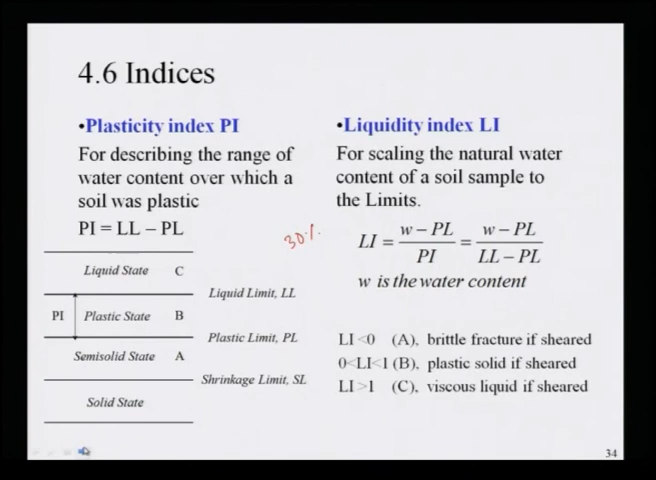 4.6 Indices
•Plasticity index PI
For describing the range of
water content over which a
soil was plastic
PI = LL – PL
Liquid State C
Liquid Limit, LL
PI Plastic State B
Plastic Limit, PL
Semisolid State A
Shrinkage Limit, SL
Solid State
30%
•Liquidity index LI
For scaling the natural water
content of a soil sample to
the Limits.
LI = (w – PL)/PI = (w – PL)/(LL – PL)
w is the water content
LI <0 (A), brittle fracture if sheared
0<LI<1 (B), plastic solid if sheared
LI >1 (C), viscous liquid if sheared
34